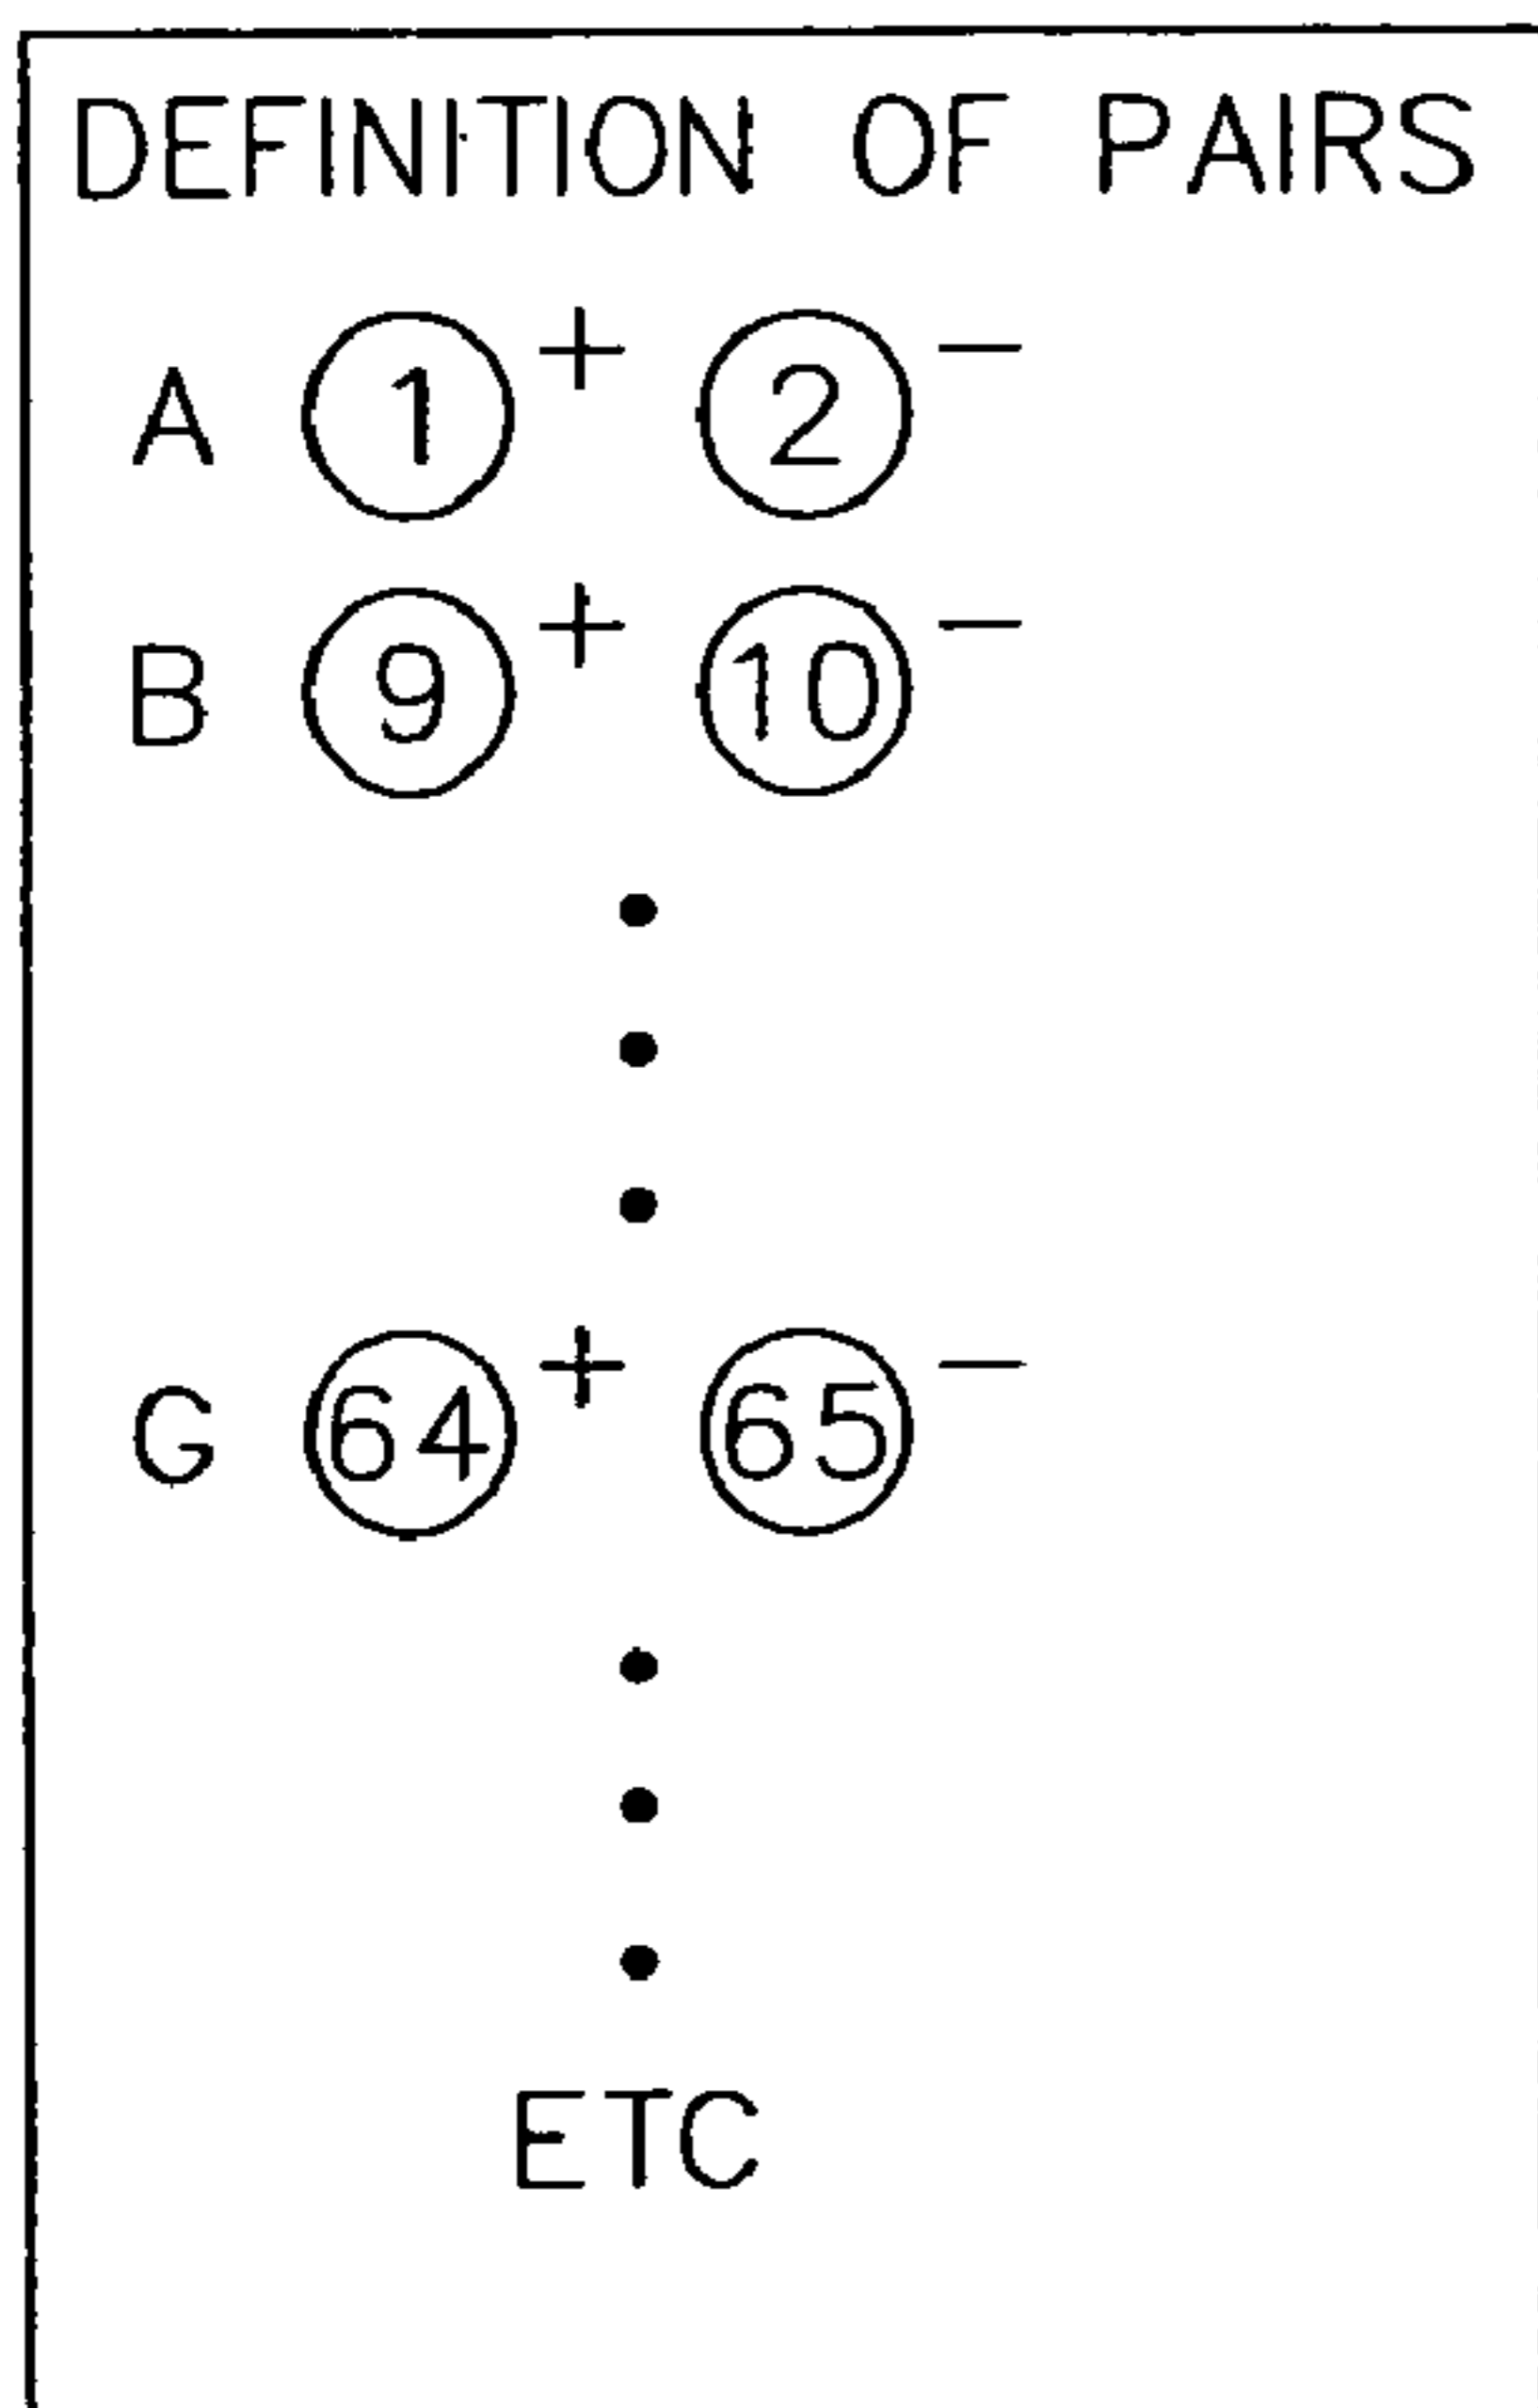 DEFINITION OF PAIRS
A 1 + 2 −
B 9 + 10 −
G 64 + 65 −
ETC